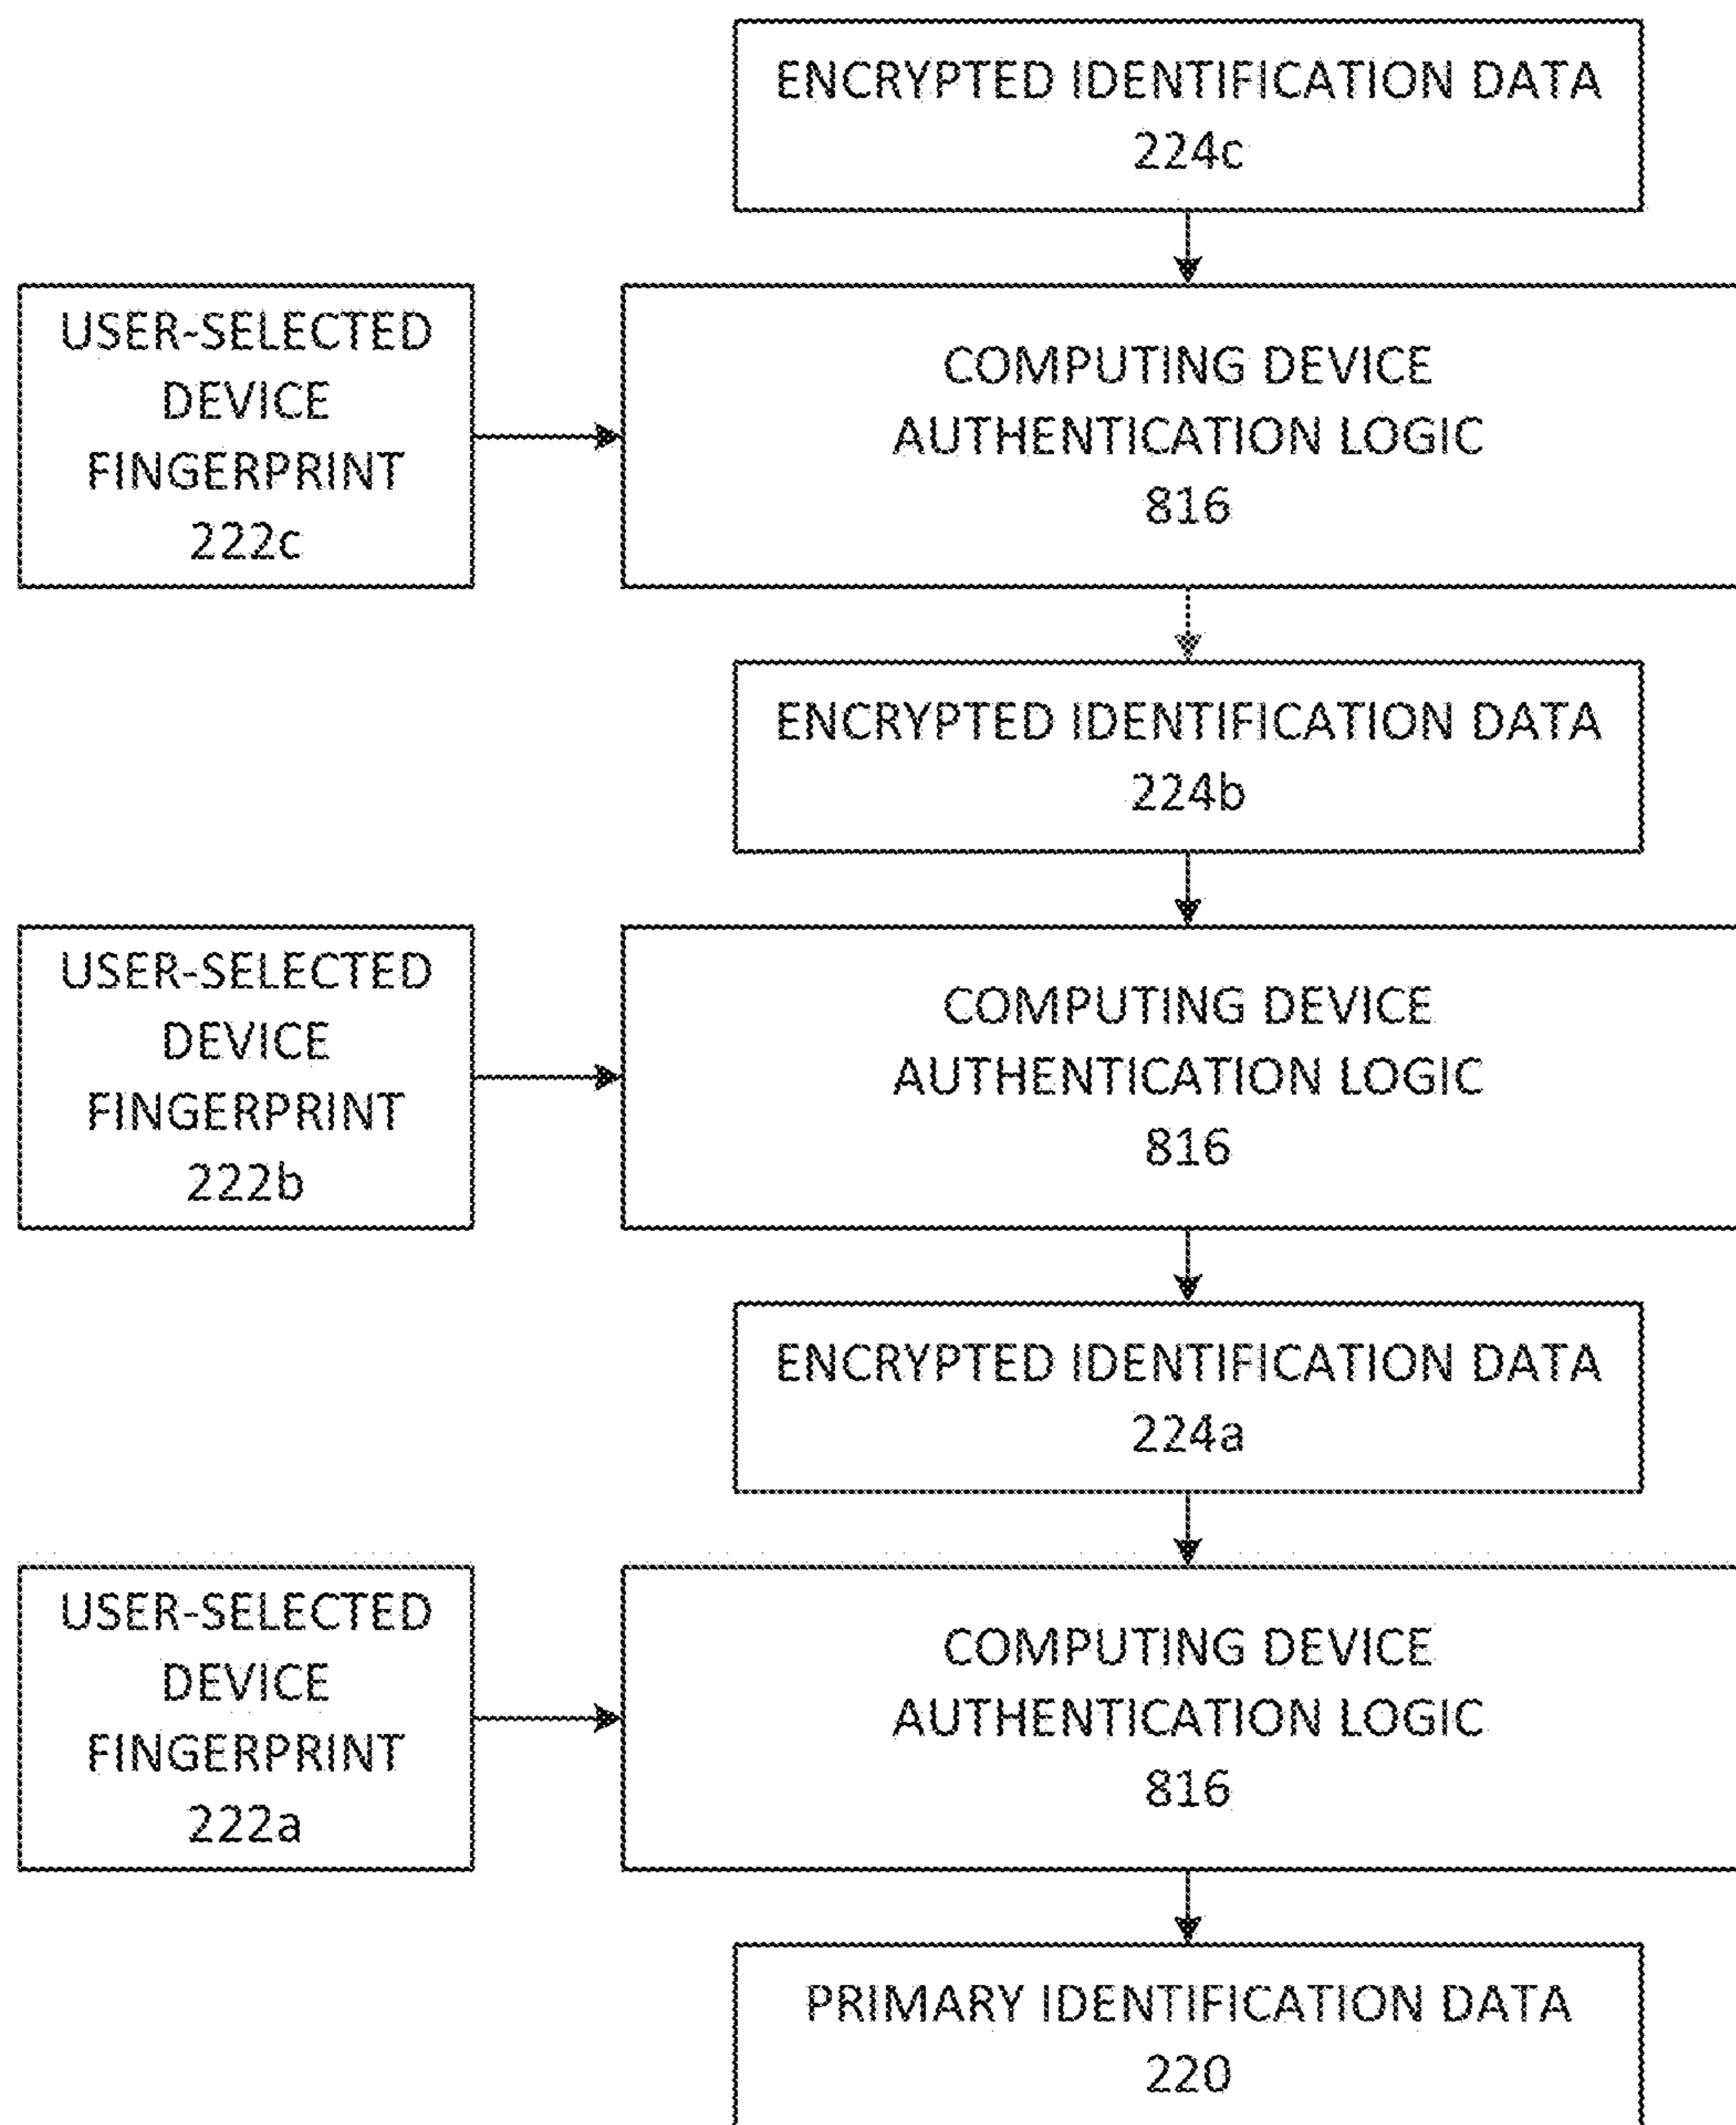 ENCRYPTED IDENTIFICATION DATA
224c
USER-SELECTED
DEVICE
FINGERPRINT
222c
COMPUTING DEVICE
AUTHENTICATION LOGIC
816
ENCRYPTED IDENTIFICATION DATA
224b
USER-SELECTED
DEVICE
FINGERPRINT
222b
COMPUTING DEVICE
AUTHENTICATION LOGIC
816
ENCRYPTED IDENTIFICATION DATA
224a
USER-SELECTED
DEVICE
FINGERPRINT
222a
COMPUTING DEVICE
AUTHENTICATION LOGIC
816
PRIMARY IDENTIFICATION DATA
220